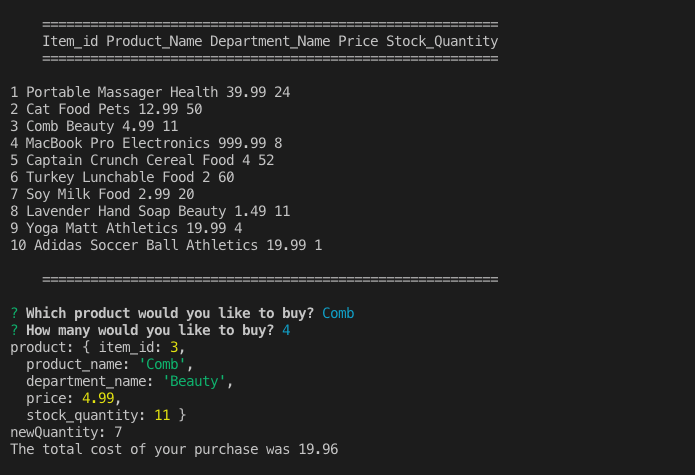 =========================================================
Item_id Product_Name Department_Name Price Stock_Quantity
=========================================================
1 Portable Massager Health 39.99 24
2 Cat Food Pets 12.99 50
3 Comb Beauty 4.99 11
4 MacBook Pro Electronics 999.99 8
5 Captain Crunch Cereal Food 4 52
6 Turkey Lunchable Food 2 60
7 Soy Milk Food 2.99 20
8 Lavender Hand Soap Beauty 1.49 11
9 Yoga Matt Athletics 19.99 4
10 Adidas Soccer Ball Athletics 19.99 1
=========================================================
? Which product would you like to buy? Comb
? How many would you like to buy? 4
product: { item_id: 3,
product_name: 'Comb',
department_name: 'Beauty',
price: 4.99,
stock_quantity: 11 }
newQuantity: 7
The total cost of your purchase was 19.96